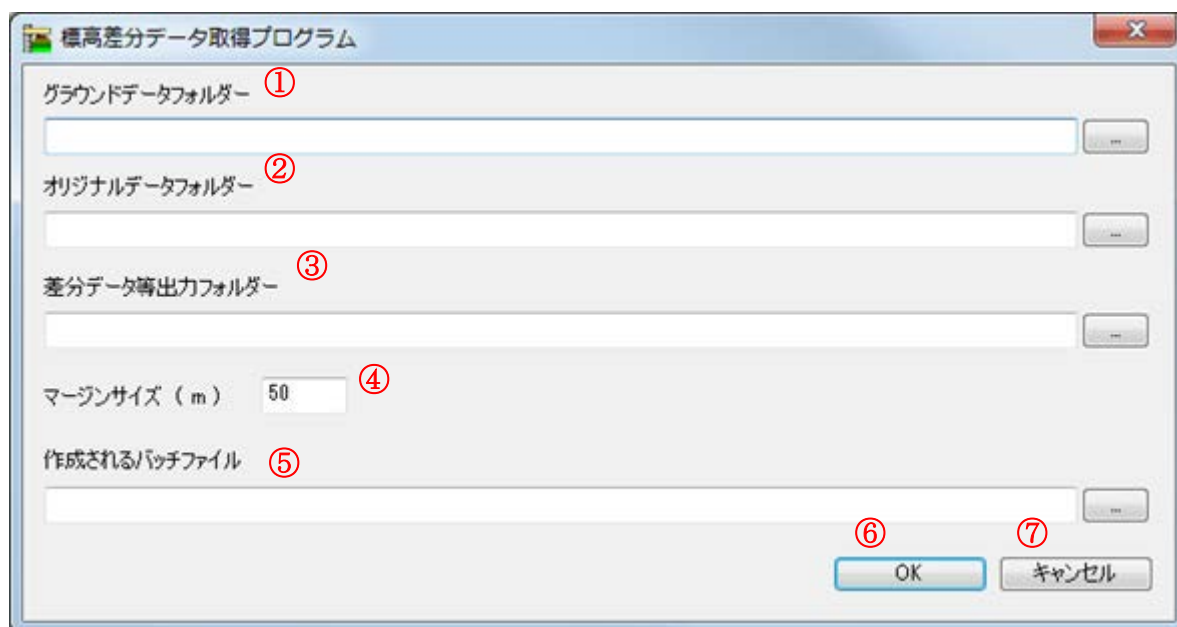 標高差分データ取得プログラム
グラウンドデータフォルダー ①
...
オリジナルデータフォルダー ②
...
差分データ等出力フォルダー ③
...
マージンサイズ（m） 50 ④
作成されるバッチファイル ⑤
...
⑥ ⑦
OK キャンセル